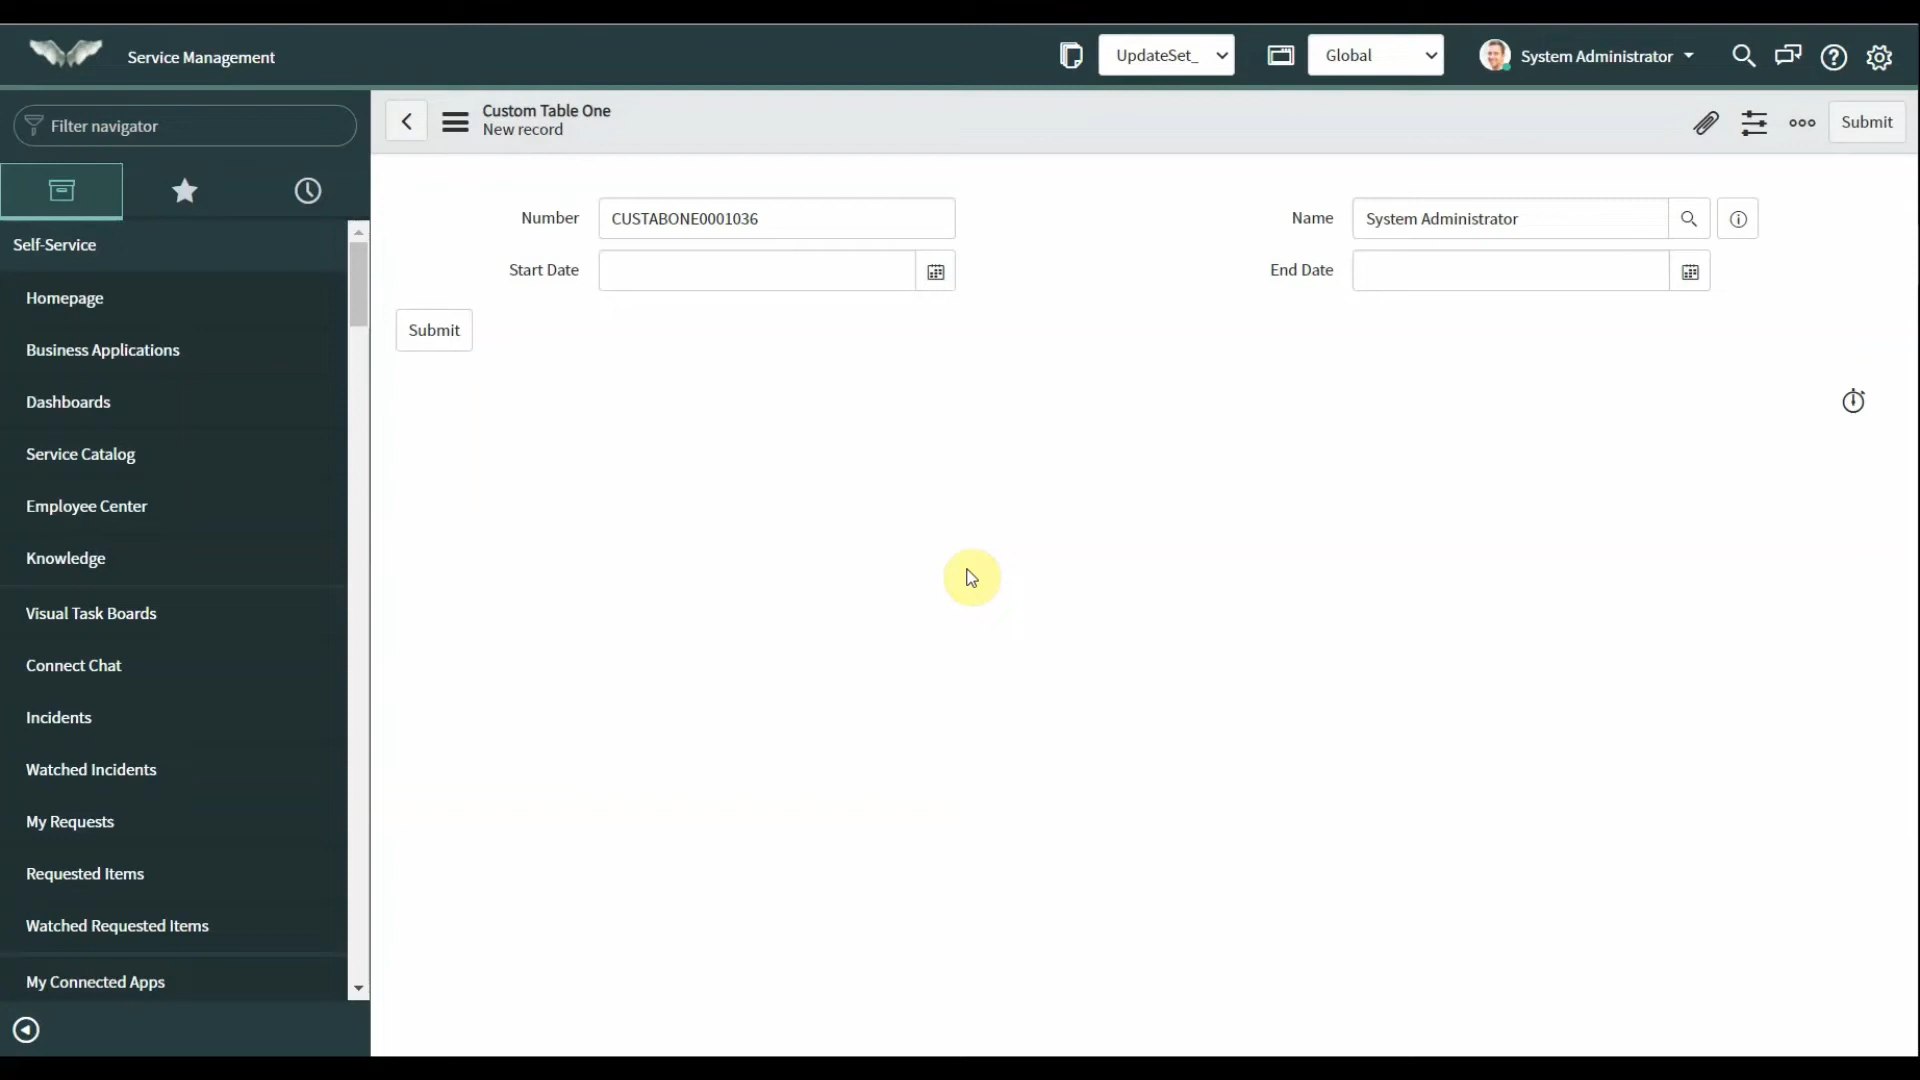 Service Management
UpdateSet_
Global
System Administrator
Filter navigator
Custom Table One
New record
Submit
Number
CUSTABONE0001036
Name
System Administrator
Start Date
End Date
Submit
Self-Service
Homepage
Business Applications
Dashboards
Service Catalog
Employee Center
Knowledge
Visual Task Boards
Connect Chat
Incidents
Watched Incidents
My Requests
Requested Items
Watched Requested Items
My Connected Apps